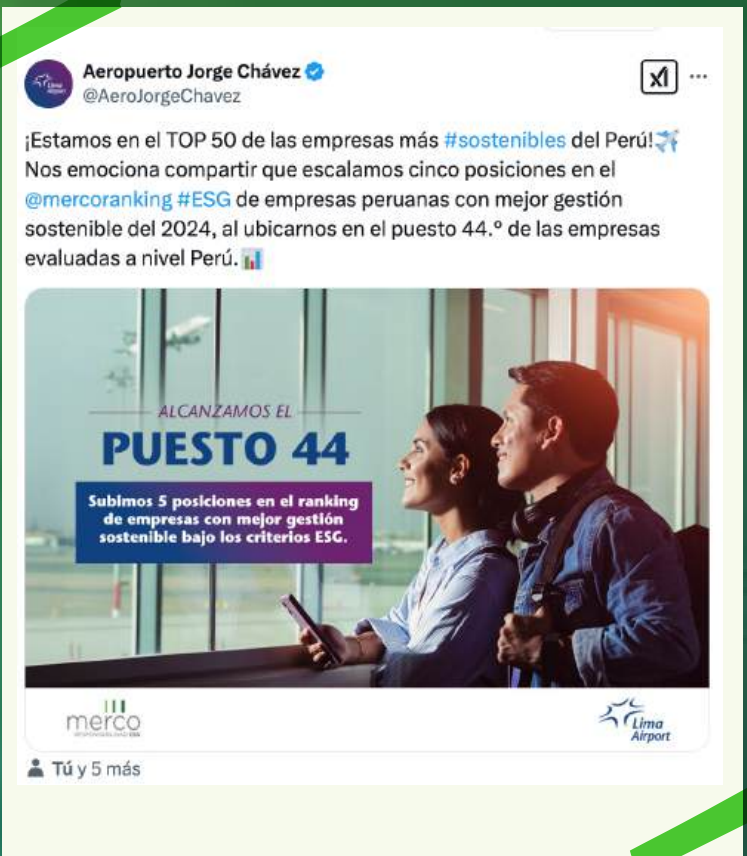 Aeropuerto Jorge Chávez
@AeroJorgeChavez
¡Estamos en el TOP 50 de las empresas más #sostenibles del Perú!✈️
Nos emociona compartir que escalamos cinco posiciones en el
@mercoranking #ESG de empresas peruanas con mejor gestión
sostenible del 2024, al ubicarnos en el puesto 44.º de las empresas
evaluadas a nivel Perú.📊
ALCANZAMOS EL
PUESTO 44
Subimos 5 posiciones en el ranking
de empresas con mejor gestión
sostenible bajo los criterios ESG.
merco
RESPONSABILIDAD ESG
Lima
Airport
Tú y 5 más